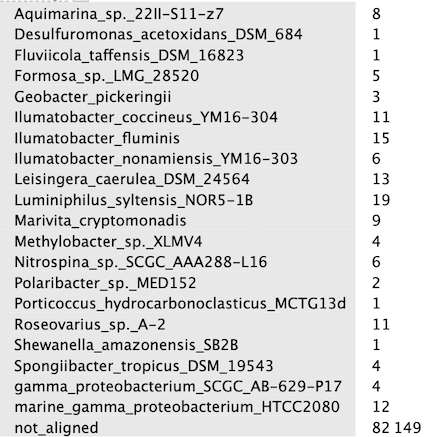 Aquimarina_sp._22II-S11-z7 8
Desulfuromonas_acetoxidans_DSM_684 1
Fluviicola_taffensis_DSM_16823 1
Formosa_sp._LMG_28520 5
Geobacter_pickeringii 3
Ilumatobacter_coccineus_YM16-304 11
Ilumatobacter_fluminis 15
Ilumatobacter_nonamiensis_YM16-303 6
Leisingera_caerulea_DSM_24564 13
Luminiphilus_syltensis_NOR5-1B 19
Marivita_cryptomonadis 9
Methylobacter_sp._XLMV4 4
Nitrospina_sp._SCGC_AAA288-L16 6
Polaribacter_sp._MED152 2
Porticoccus_hydrocarbonoclasticus_MCTG13d 1
Roseovarius_sp._A-2 11
Shewanella_amazonensis_SB2B 1
Spongiibacter_tropicus_DSM_19543 4
gamma_proteobacterium_SCGC_AB-629-P17 4
marine_gamma_proteobacterium_HTCC2080 12
not_aligned 82 149